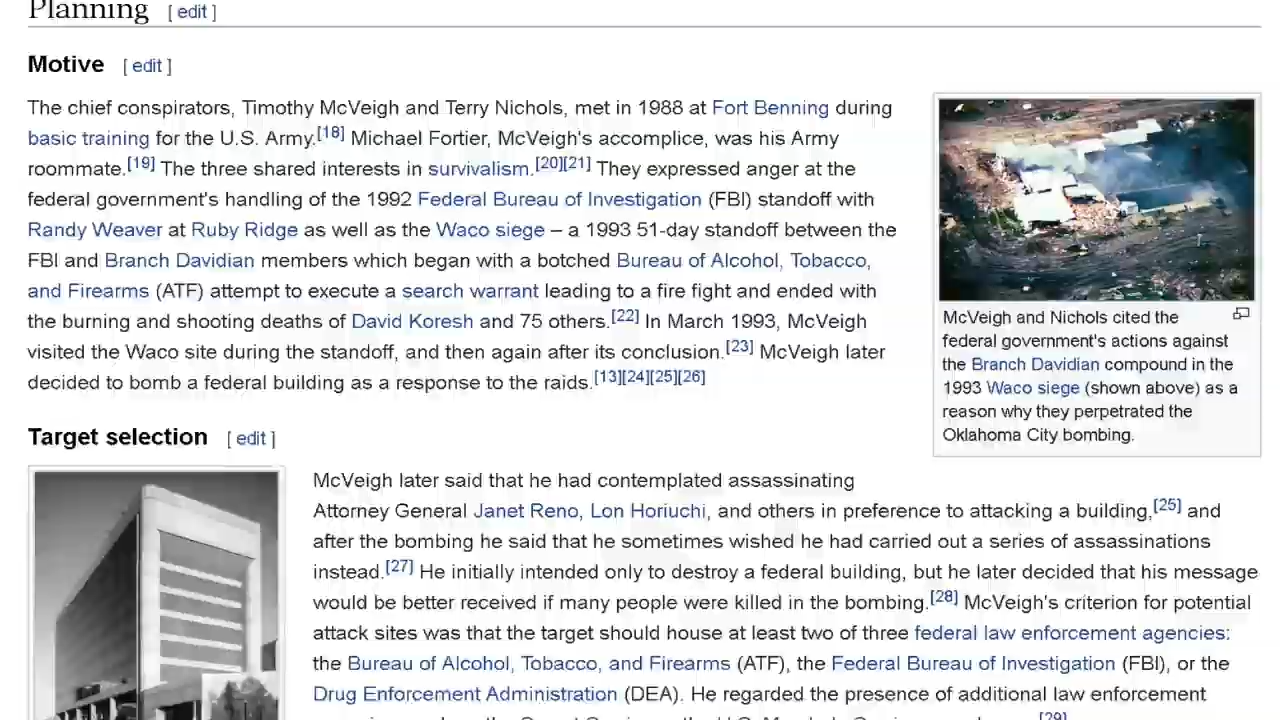 Planning [ edit ]
Motive [ edit ]
The chief conspirators, Timothy McVeigh and Terry Nichols, met in 1988 at Fort Benning during
basic training for the U.S. Army.[18] Michael Fortier, McVeigh's accomplice, was his Army
roommate.[19] The three shared interests in survivalism.[20][21] They expressed anger at the
federal government's handling of the 1992 Federal Bureau of Investigation (FBI) standoff with
Randy Weaver at Ruby Ridge as well as the Waco siege – a 1993 51-day standoff between the
FBI and Branch Davidian members which began with a botched Bureau of Alcohol, Tobacco,
and Firearms (ATF) attempt to execute a search warrant leading to a fire fight and ended with
the burning and shooting deaths of David Koresh and 75 others.[22] In March 1993, McVeigh
visited the Waco site during the standoff, and then again after its conclusion.[23] McVeigh later
decided to bomb a federal building as a response to the raids.[13][24][25][26]
McVeigh and Nichols cited the
federal government's actions against
the Branch Davidian compound in the
1993 Waco siege (shown above) as a
reason why they perpetrated the
Oklahoma City bombing.
Target selection [ edit ]
McVeigh later said that he had contemplated assassinating
Attorney General Janet Reno, Lon Horiuchi, and others in preference to attacking a building,[25] and
after the bombing he said that he sometimes wished he had carried out a series of assassinations
instead.[27] He initially intended only to destroy a federal building, but he later decided that his message
would be better received if many people were killed in the bombing.[28] McVeigh's criterion for potential
attack sites was that the target should house at least two of three federal law enforcement agencies:
the Bureau of Alcohol, Tobacco, and Firearms (ATF), the Federal Bureau of Investigation (FBI), or the
Drug Enforcement Administration (DEA). He regarded the presence of additional law enforcement
[29]